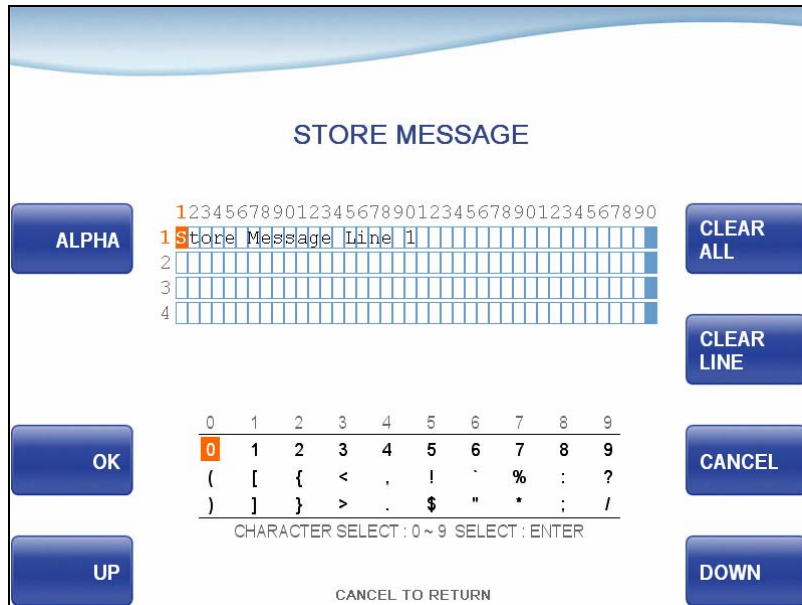 STORE MESSAGE
ALPHA
1234567890123456789012345678901234567890
1 Store Message Line 1
2
3
4
CLEAR ALL
CLEAR LINE
0 1 2 3 4 5 6 7 8 9
0 1 2 3 4 5 6 7 8 9
( [ { < , ! ` % : ?
) ] } > . $ " * ; /
CHARACTER SELECT : 0 ~ 9 SELECT : ENTER
OK
CANCEL
UP
DOWN
CANCEL TO RETURN